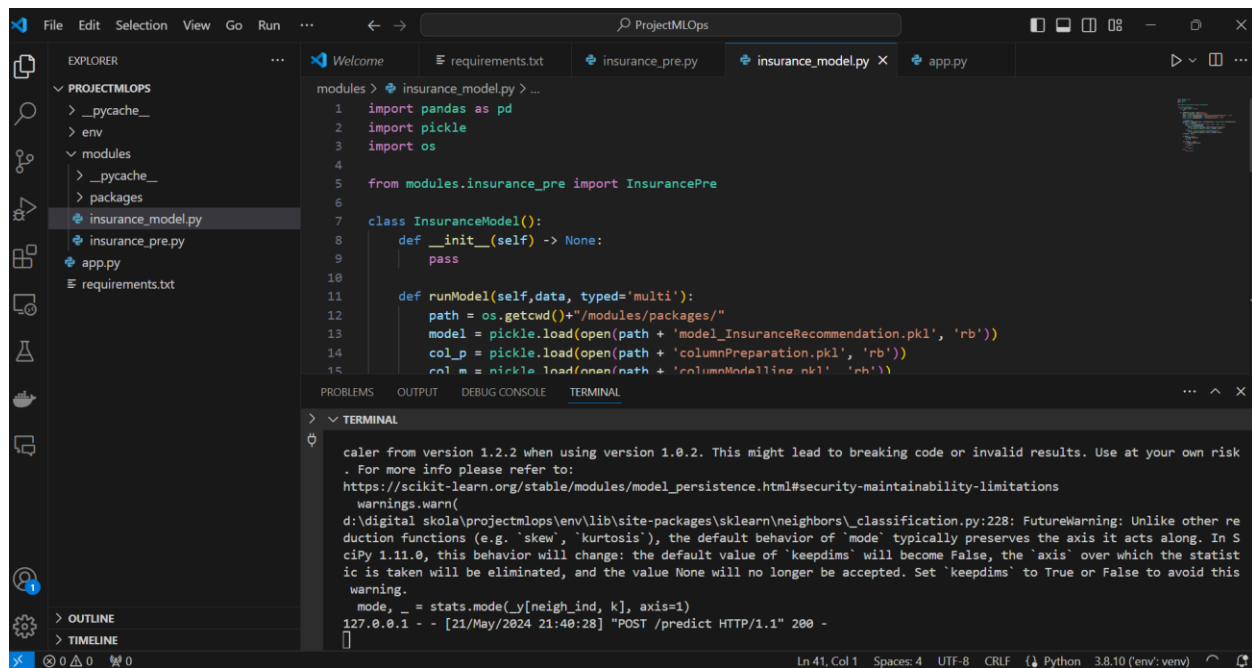 File Edit Selection View Go Run ··· ProjectMLOps
EXPLORER
PROJECTMLOPS
__pycache__
env
modules
__pycache__
packages
insurance_model.py
insurance_pre.py
app.py
requirements.txt
OUTLINE
TIMELINE
Welcome requirements.txt insurance_pre.py insurance_model.py app.py
modules > insurance_model.py > ...
1 import pandas as pd
2 import pickle
3 import os
4
5 from modules.insurance_pre import InsurancePre
6
7 class InsuranceModel():
8 def __init__(self) -> None:
9 pass
10
11 def runModel(self,data, typed='multi'):
12 path = os.getcwd()+"/modules/packages/"
13 model = pickle.load(open(path + 'model_InsuranceRecommendation.pkl', 'rb'))
14 col_p = pickle.load(open(path + 'columnPreparation.pkl', 'rb'))
15 col_m = pickle.load(open(path + 'columnModelling.pkl', 'rb'))
PROBLEMS OUTPUT DEBUG CONSOLE TERMINAL
TERMINAL
caler from version 1.2.2 when using version 1.0.2. This might lead to breaking code or invalid results. Use at your own risk
. For more info please refer to:
https://scikit-learn.org/stable/modules/model_persistence.html#security-maintainability-limitations
warnings.warn(
d:\digital skola\projectmlops\env\lib\site-packages\sklearn\neighbors\_classification.py:228: FutureWarning: Unlike other re
duction functions (e.g. `skew`, `kurtosis`), the default behavior of `mode` typically preserves the axis it acts along. In S
ciPy 1.11.0, this behavior will change: the default value of `keepdims` will become False, the `axis` over which the statist
ic is taken will be eliminated, and the value None will no longer be accepted. Set `keepdims` to True or False to avoid this
warning.
mode, _ = stats.mode(_y[neigh_ind, k], axis=1)
127.0.0.1 - - [21/May/2024 21:40:28] "POST /predict HTTP/1.1" 200 -
1
0 0 0 Ln 41, Col 1 Spaces: 4 UTF-8 CRLF Python 3.8.10 ('env': venv)